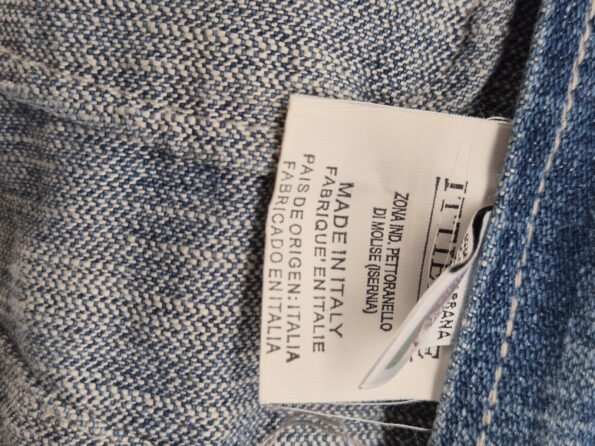 ZONA IND. PETTORANELLO
DI MOLISE (ISERNIA)
MADE IN ITALY
FABRIQUE' EN ITALIE
PAIS DE ORIGEN: ITALIA
FABRICADO EN ITALIA